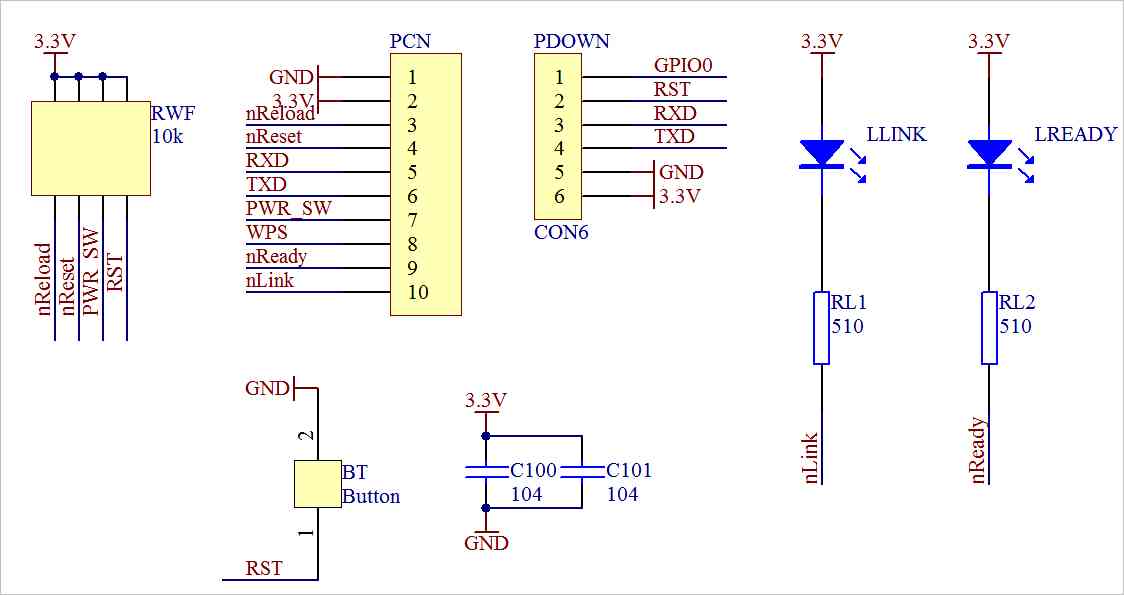 3.3V
RWF
10k
nReload
nReset
PWR_SW
RST
PCN
GND
1
3.3V
2
nReload
3
nReset
4
RXD
5
TXD
6
PWR_SW
7
WPS
8
nReady
9
nLink
10
PDOWN
1
GPIO0
2
RST
3
RXD
4
TXD
5
GND
6
3.3V
CON6
3.3V
LLINK
RL1
510
nLink
3.3V
LREADY
RL2
510
nReady
GND
2
BT
Button
1
RST
3.3V
C100
104
C101
104
GND